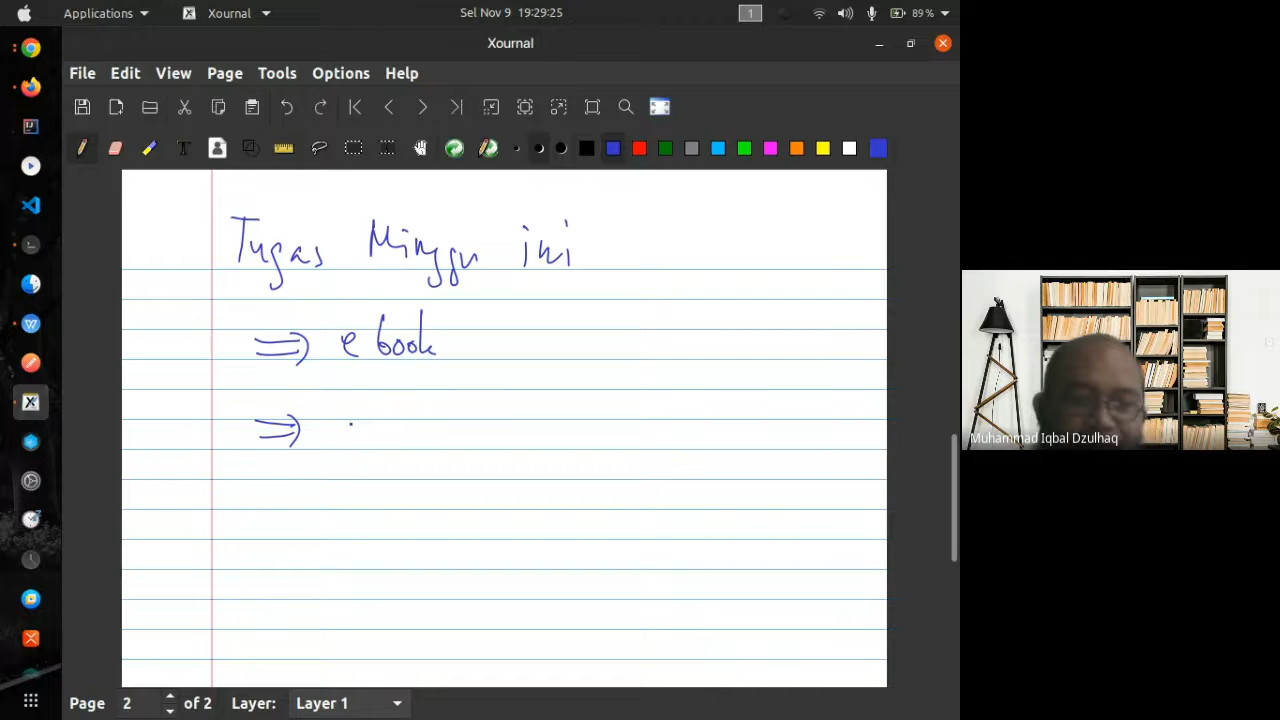 Applications Xournal Sel Nov 9 19:29:25 1 89 %
Xournal
File Edit View Page Tools Options Help
Tugas Minggu ini
⇒ ebook
⇒
Muhammad Iqbal Dzulhaq
Page 2 of 2 Layer: Layer 1